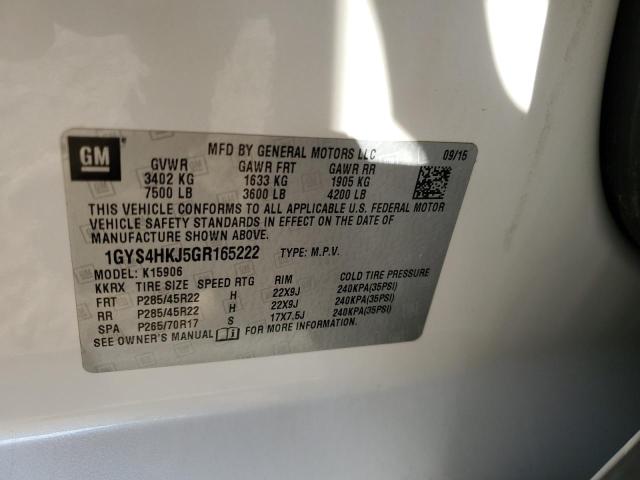 GM
MFD BY GENERAL MOTORS LLC 09/15
GVWR GAWR FRT GAWR RR
3402 KG 1633 KG 1905 KG
7500 LB 3600 LB 4200 LB
THIS VEHICLE CONFORMS TO ALL APPLICABLE U.S. FEDERAL MOTOR
VEHICLE SAFETY STANDARDS IN EFFECT ON THE DATE OF
MANUFACTURE SHOWN ABOVE.
1GYS4HKJ5GR165222 TYPE: M.P.V.
MODEL: K15906
KKRX TIRE SIZE SPEED RTG RIM COLD TIRE PRESSURE
FRT P285/45R22 H 22X9J 240KPA(35PSI)
RR P285/45R22 H 22X9J 240KPA(35PSI)
SPA P265/70R17 S 17X7.5J 240KPA(35PSI)
SEE OWNER'S MANUAL FOR MORE INFORMATION.